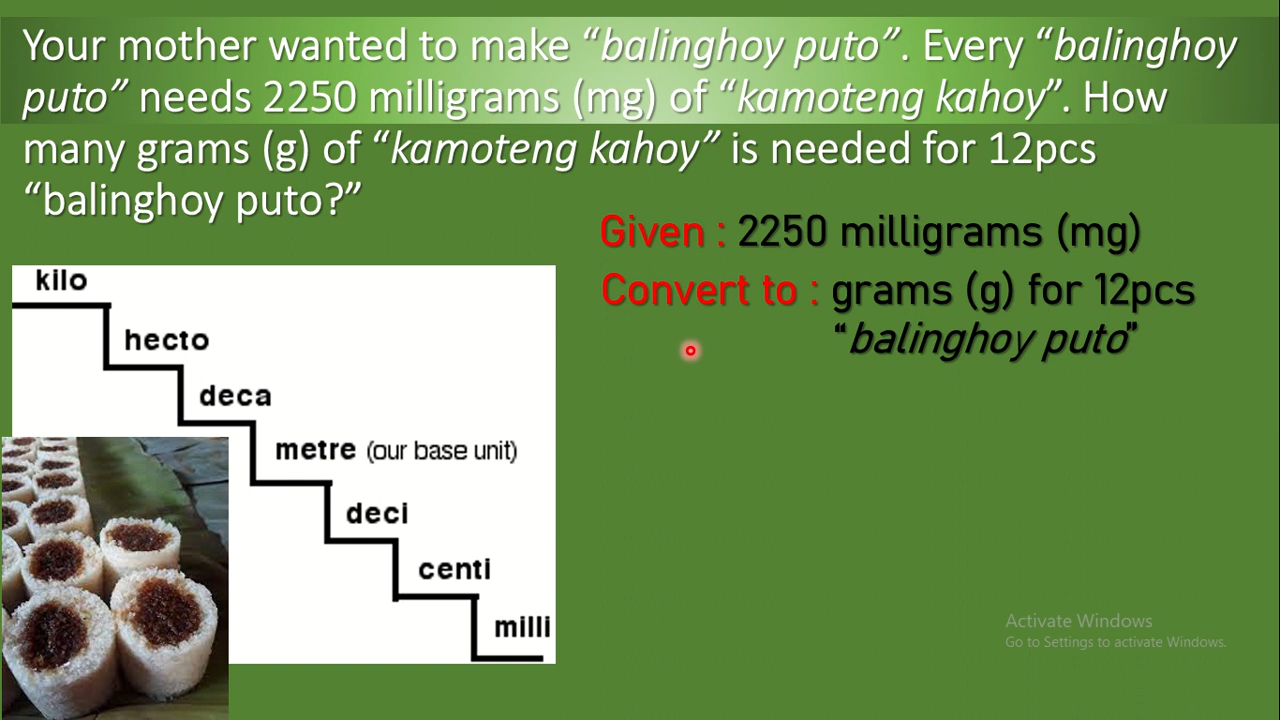 Your mother wanted to make “balinghoy puto”. Every “balinghoy
puto” needs 2250 milligrams (mg) of “kamoteng kahoy”. How
many grams (g) of “kamoteng kahoy” is needed for 12pcs
“balinghoy puto?”
Given : 2250 milligrams (mg)
Convert to : grams (g) for 12pcs
“balinghoy puto”
kilo
hecto
deca
metre (our base unit)
deci
centi
milli
Activate Windows
Go to Settings to activate Windows.